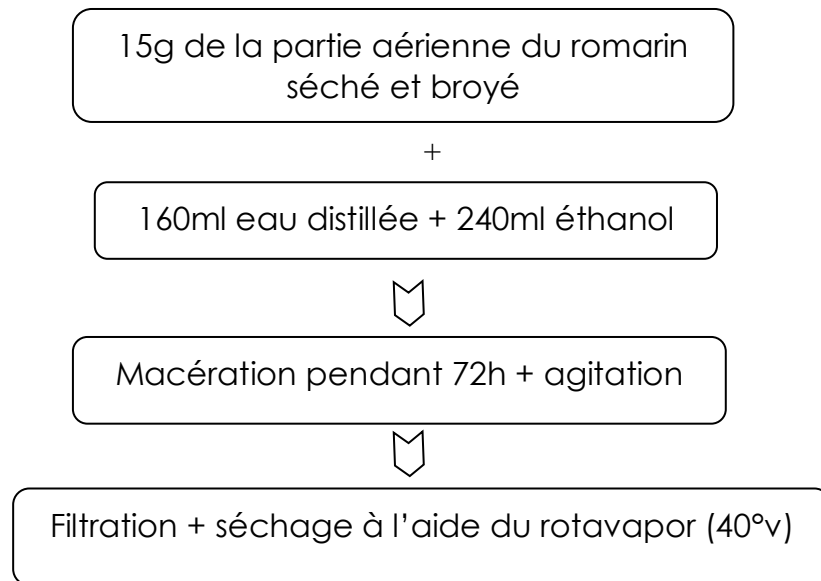 15g de la partie aérienne du romarin
séché et broyé
+
160ml eau distillée + 240ml éthanol
Macération pendant 72h + agitation
Filtration + séchage à l’aide du rotavapor (40°v)